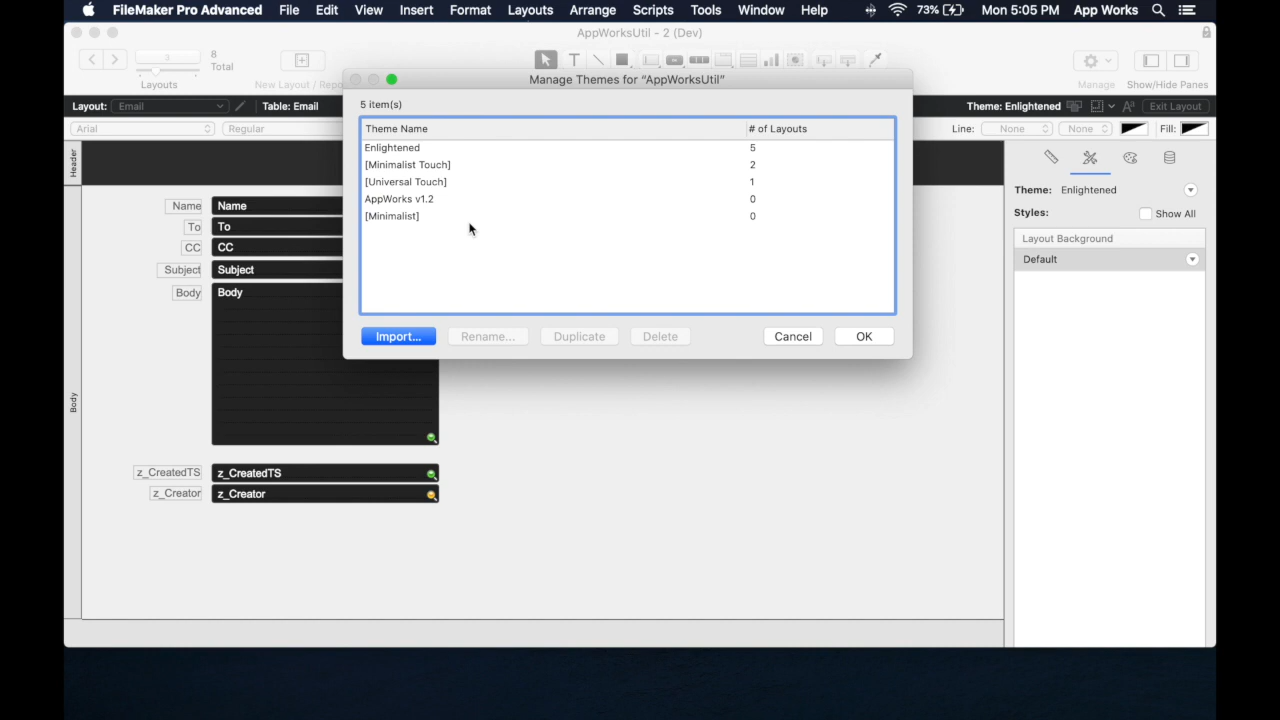 FileMaker Pro Advanced File Edit View Insert Format Layouts Arrange Scripts Tools Window Help 73% Mon 5:05 PM App Works
AppWorksUtil - 2 (Dev)
3
8
Total
Layouts
New Layout / Repo
Manage
Show/Hide Panes
Layout: Email
Table: Email
Theme: Enlightened
Exit Layout
Arial
Regular
Line: None
None
Fill:
Manage Themes for “AppWorksUtil”
5 item(s)
Theme Name # of Layouts
Enlightened 5
[Minimalist Touch] 2
[Universal Touch] 1
AppWorks v1.2 0
[Minimalist] 0
Import... Rename... Duplicate Delete Cancel OK
Header
Body
Name Name
To To
CC CC
Subject Subject
Body Body
z_CreatedTS z_CreatedTS
z_Creator z_Creator
Theme: Enlightened
Styles: Show All
Layout Background
Default